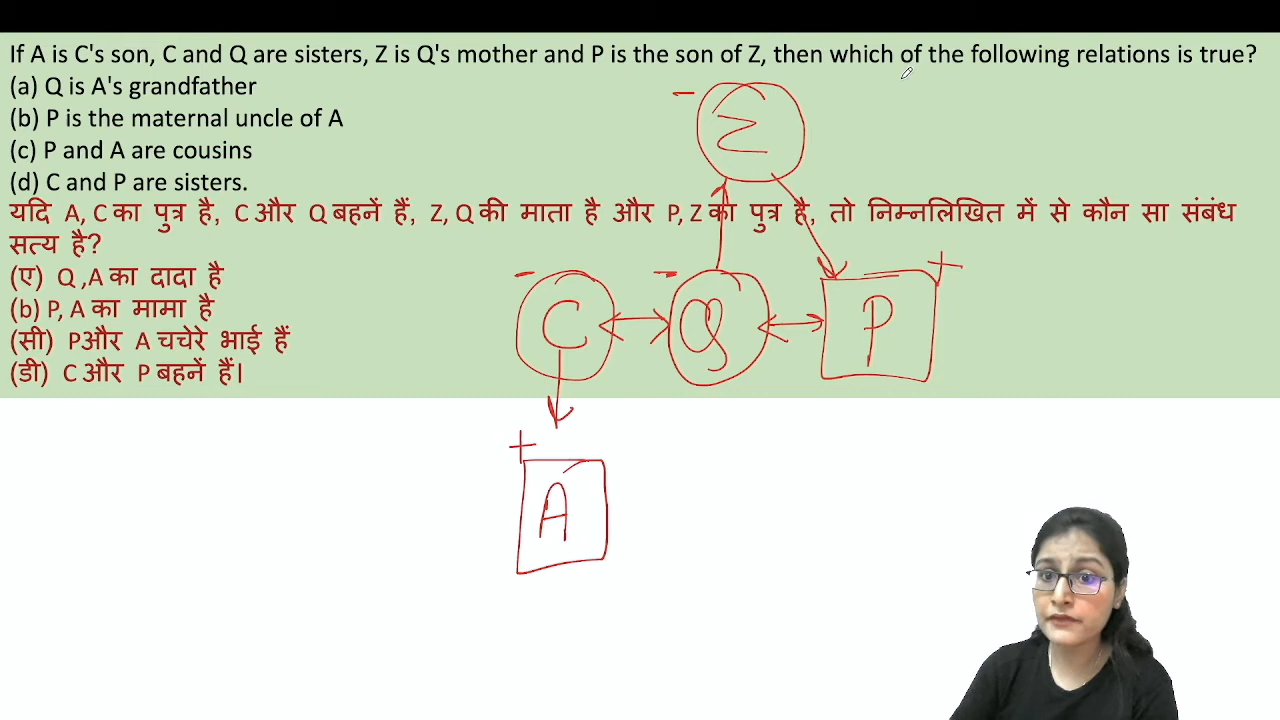 If A is C's son, C and Q are sisters, Z is Q's mother and P is the son of Z, then which of the following relations is true?
(a) Q is A's grandfather
(b) P is the maternal uncle of A
(c) P and A are cousins
(d) C and P are sisters.
यदि A, C का पुत्र है, C और Q बहनें हैं, Z, Q की माता है और P, Z का पुत्र है, तो निम्नलिखित में से कौन सा संबंध
सत्य है?
(ए) Q ,A का दादा है
(b) P, A का मामा है
(सी) P और A चचेरे भाई हैं
(डी) C और P बहनें हैं।
- Z
- C - Q P +
+ A